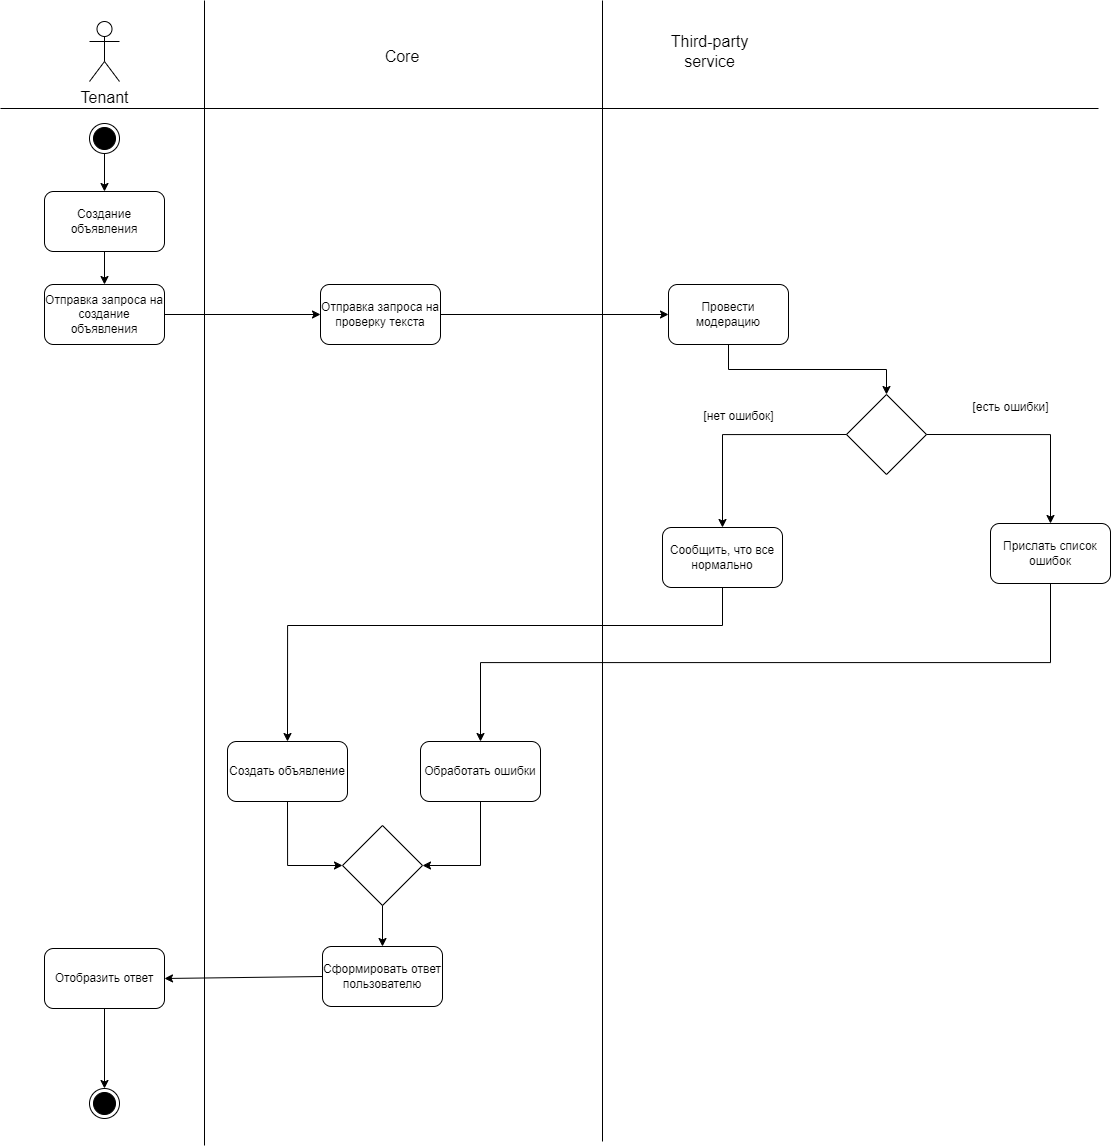 Tenant
Core
Third-party
service
Создание
объявления
Отправка запроса на
создание
объявления
Отправка запроса на
проверку текста
Провести
модерацию
[нет ошибок]
[есть ошибки]
Сообщить, что все
нормально
Прислать список
ошибок
Создать объявление
Обработать ошибки
Отобразить ответ
Сформировать ответ
пользователю